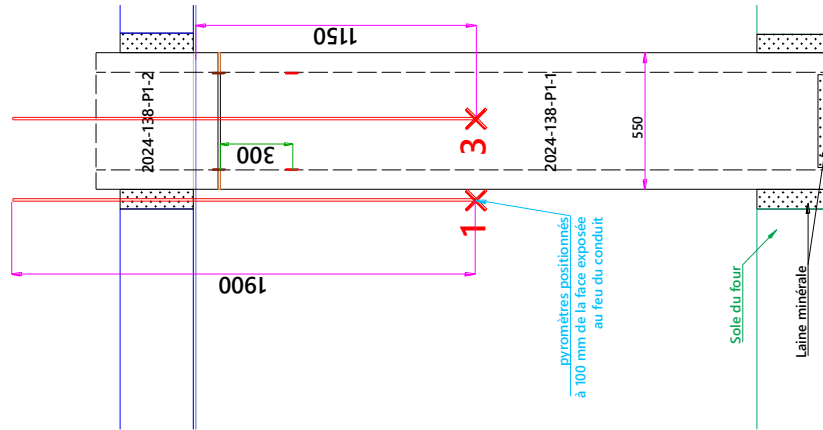 1150
2024-138-P1-2
300
3
2024-138-P1-1
550
1
1900
pyromètres positionnés
à 100 mm de la face exposée
au feu du conduit
Sole du four
Laine minérale